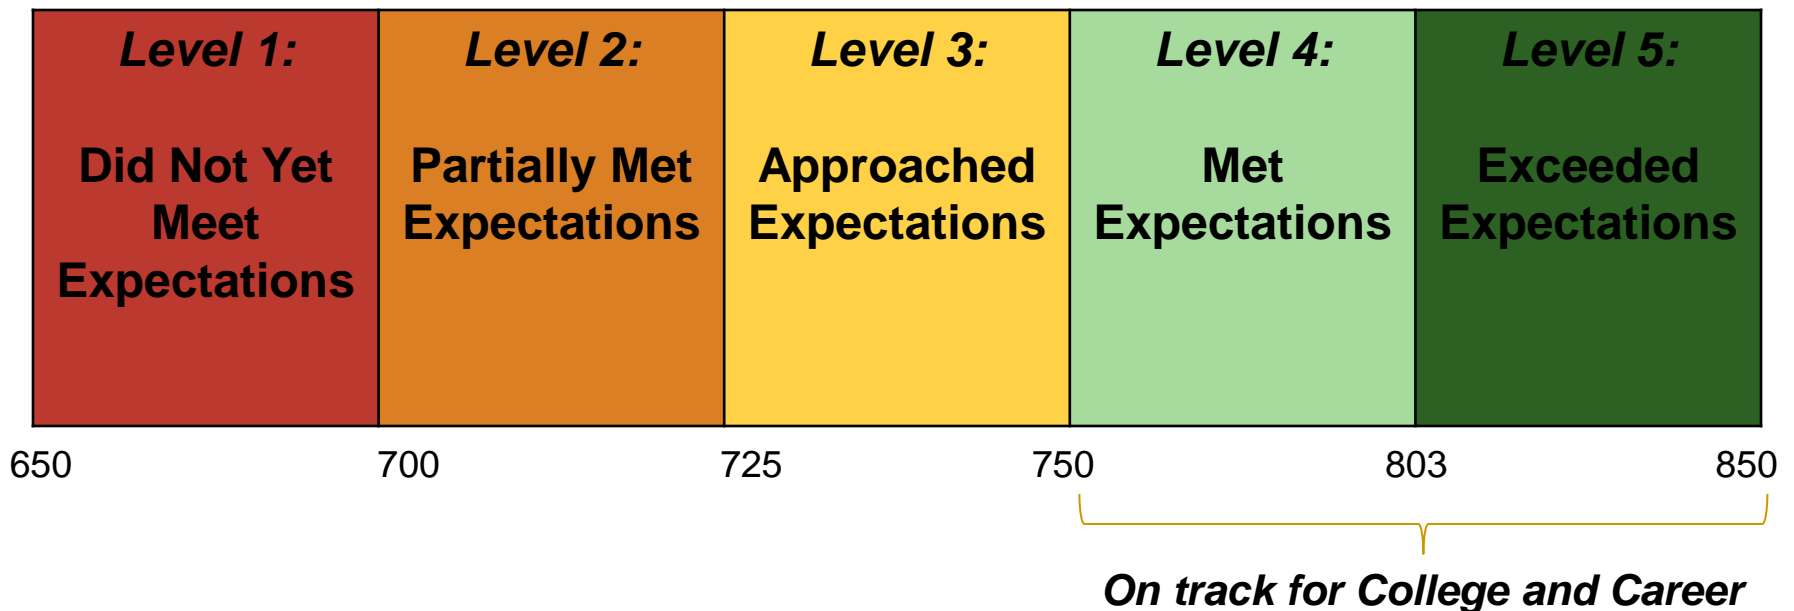 Level 1:
Did Not Yet
Meet
Expectations
Level 2:
Partially Met
Expectations
Level 3:
Approached
Expectations
Level 4:
Met
Expectations
Level 5:
Exceeded
Expectations
650
700
725
750
803
850
On track for College and Career